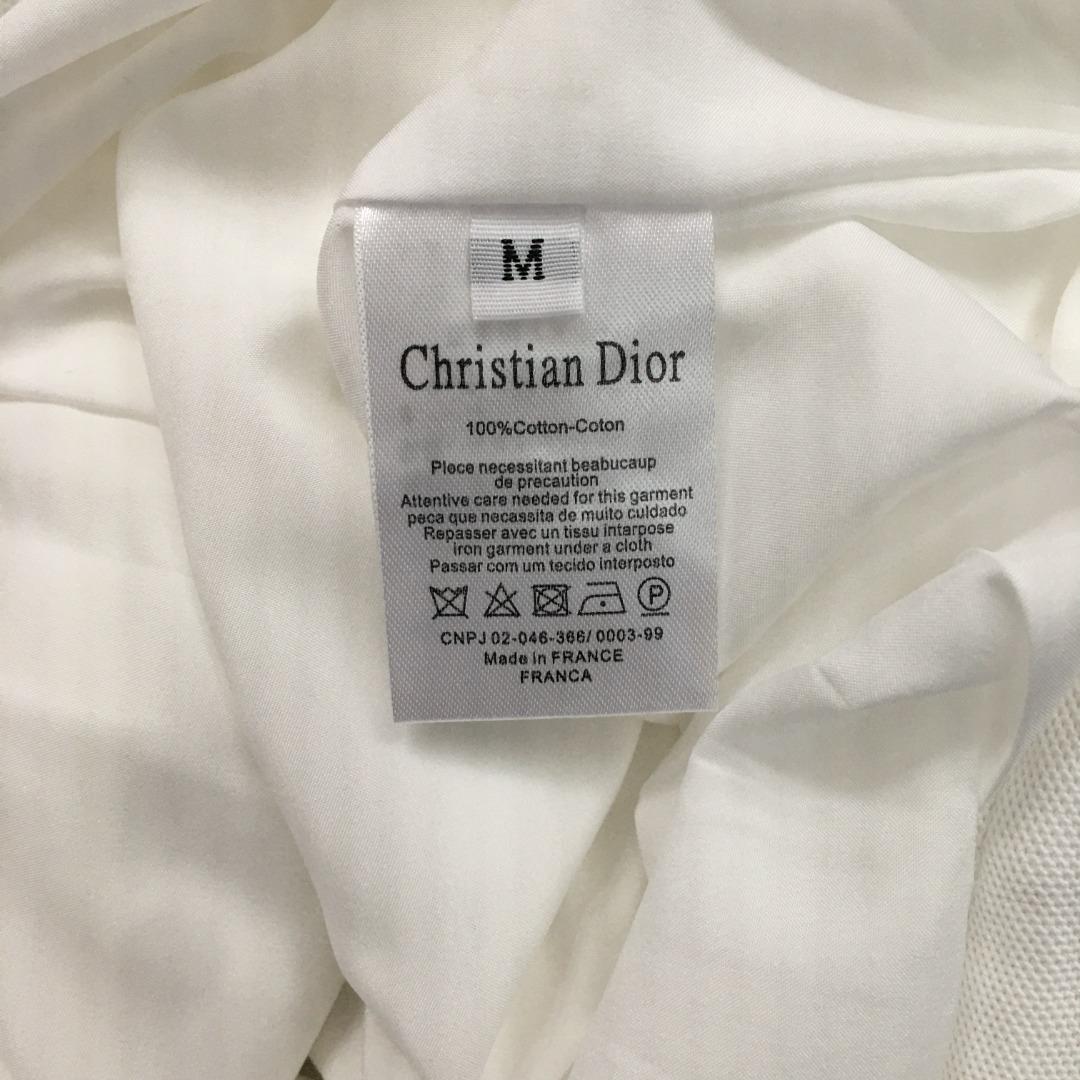 M
Christian Dior
100%Cotton-Coton
Plece necessitant beabucaup
de precaution
Attentive care needed for this garment
peca que necassita de muito culdado
Repasser avec un tissu intarpose
iron garment under a cloth
Passar com um tecido interposto
P
CNPJ 02-046-366/ 0003-99
Made in FRANCE
FRANCA